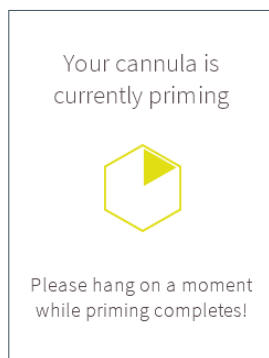 Your cannula is
currently priming
Please hang on a moment
while priming completes!